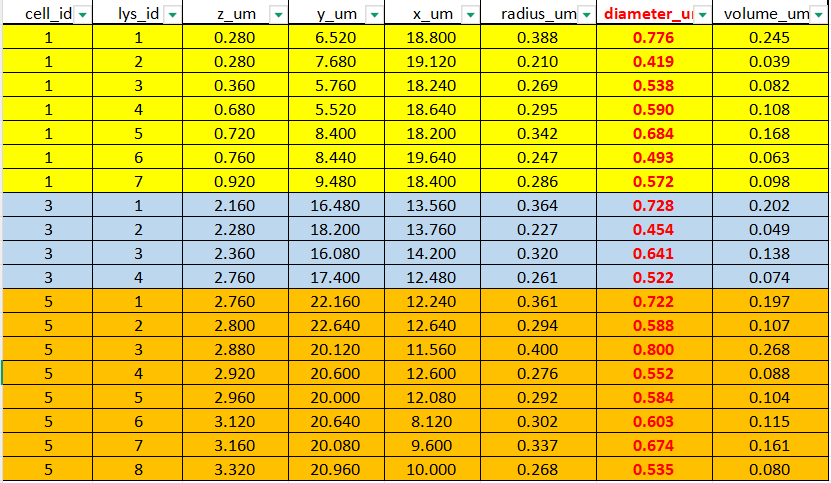 cell_id lys_id z_um y_um x_um radius_um diameter_u volume_um
1 1 0.280 6.520 18.800 0.388 0.776 0.245
1 2 0.280 7.680 19.120 0.210 0.419 0.039
1 3 0.360 5.760 18.240 0.269 0.538 0.082
1 4 0.680 5.520 18.640 0.295 0.590 0.108
1 5 0.720 8.400 18.200 0.342 0.684 0.168
1 6 0.760 8.440 19.640 0.247 0.493 0.063
1 7 0.920 9.480 18.400 0.286 0.572 0.098
3 1 2.160 16.480 13.560 0.364 0.728 0.202
3 2 2.280 18.200 13.760 0.227 0.454 0.049
3 3 2.360 16.080 14.200 0.320 0.641 0.138
3 4 2.760 17.400 12.480 0.261 0.522 0.074
5 1 2.760 22.160 12.240 0.361 0.722 0.197
5 2 2.800 22.640 12.640 0.294 0.588 0.107
5 3 2.880 20.120 11.560 0.400 0.800 0.268
5 4 2.920 20.600 12.600 0.276 0.552 0.088
5 5 2.960 20.000 12.080 0.292 0.584 0.104
5 6 3.120 20.640 8.120 0.302 0.603 0.115
5 7 3.160 20.080 9.600 0.337 0.674 0.161
5 8 3.320 20.960 10.000 0.268 0.535 0.080